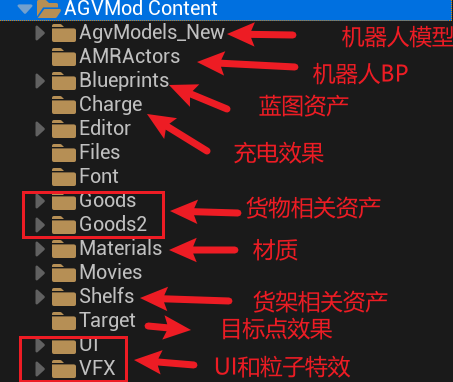 AGVMod Content
AgvModels_New 机器人模型
AMRActors 机器人BP
Blueprints 蓝图资产
Charge 充电效果
Editor
Files
Font
Goods
Goods2 货物相关资产
Materials 材质
Movies
Shelfs 货架相关资产
Target 目标点效果
UI
VFX UI和粒子特效